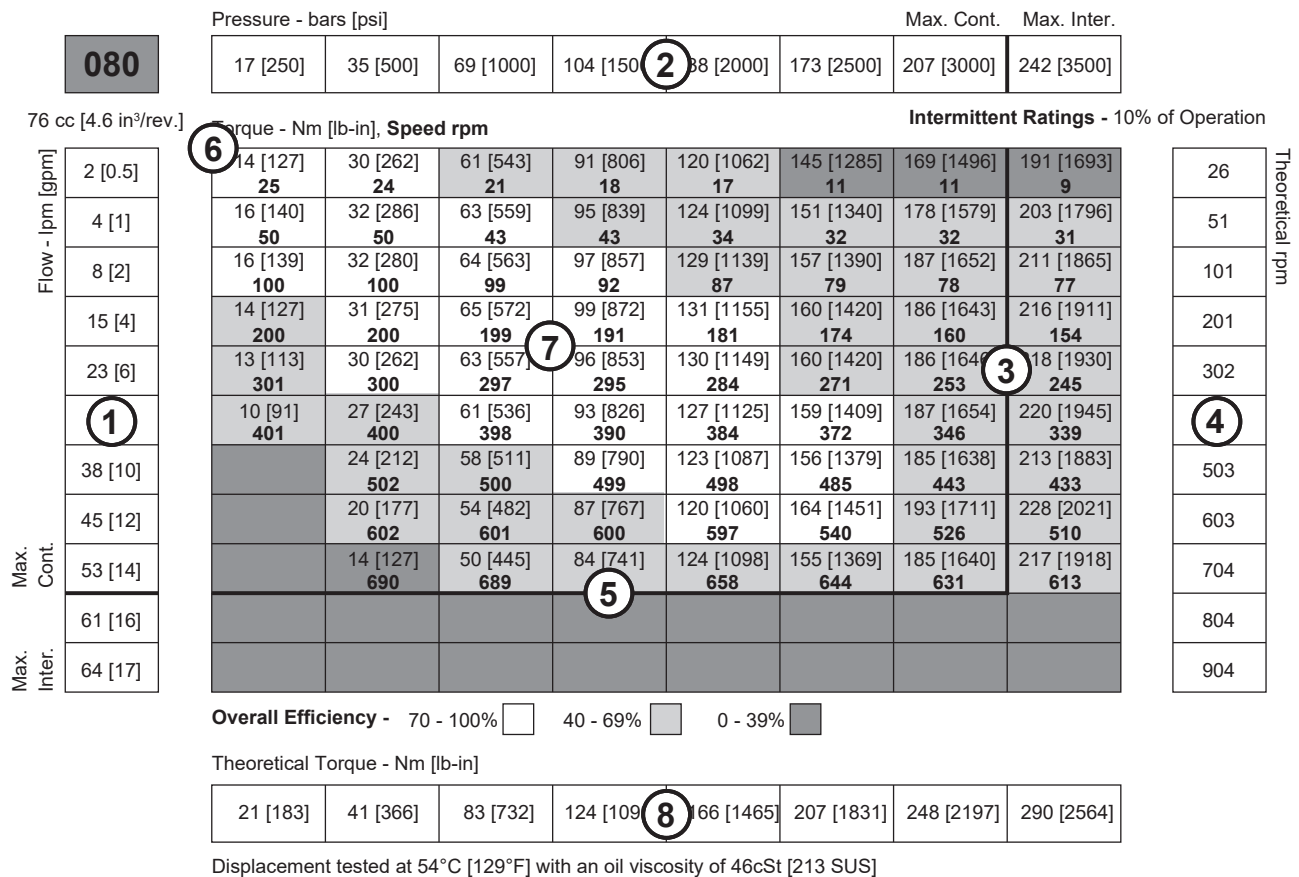 Pressure - bars [psi] Max. Cont. Max. Inter.
080 17 [250] 35 [500] 69 [1000] 104 [150 2 38 [2000] 173 [2500] 207 [3000] 242 [3500]
76 cc [4.6 in³/rev.] Torque - Nm [lb-in], Speed rpm Intermittent Ratings - 10% of Operation
6
Flow - lpm [gpm]
Theoretical rpm
2 [0.5] 14 [127] 30 [262] 61 [543] 91 [806] 120 [1062] 145 [1285] 169 [1496] 191 [1693] 26
25 24 21 18 17 11 11 9
4 [1] 16 [140] 32 [286] 63 [559] 95 [839] 124 [1099] 151 [1340] 178 [1579] 203 [1796] 51
50 50 43 43 34 32 32 31
8 [2] 16 [139] 32 [280] 64 [563] 97 [857] 129 [1139] 157 [1390] 187 [1652] 211 [1865] 101
100 100 99 92 87 79 78 77
15 [4] 14 [127] 31 [275] 65 [572] 99 [872] 131 [1155] 160 [1420] 186 [1643] 216 [1911] 201
200 200 199 191 181 174 160 154
7
23 [6] 13 [113] 30 [262] 63 [557] 96 [853] 130 [1149] 160 [1420] 186 [1646 3 218 [1930] 302
301 300 297 295 284 271 253 245
1 10 [91] 27 [243] 61 [536] 93 [826] 127 [1125] 159 [1409] 187 [1654] 220 [1945] 4
401 400 398 390 384 372 346 339
38 [10] 24 [212] 58 [511] 89 [790] 123 [1087] 156 [1379] 185 [1638] 213 [1883] 503
502 500 499 498 485 443 433
45 [12] 20 [177] 54 [482] 87 [767] 120 [1060] 164 [1451] 193 [1711] 228 [2021] 603
602 601 600 597 540 526 510
Max. Cont.
53 [14] 14 [127] 50 [445] 84 [741] 124 [1098] 155 [1369] 185 [1640] 217 [1918] 704
690 689 5 658 644 631 613
61 [16] 804
Max. Inter.
64 [17] 904
Overall Efficiency - 70 - 100% 40 - 69% 0 - 39%
Theoretical Torque - Nm [lb-in]
21 [183] 41 [366] 83 [732] 124 [109 8 166 [1465] 207 [1831] 248 [2197] 290 [2564]
Displacement tested at 54°C [129°F] with an oil viscosity of 46cSt [213 SUS]